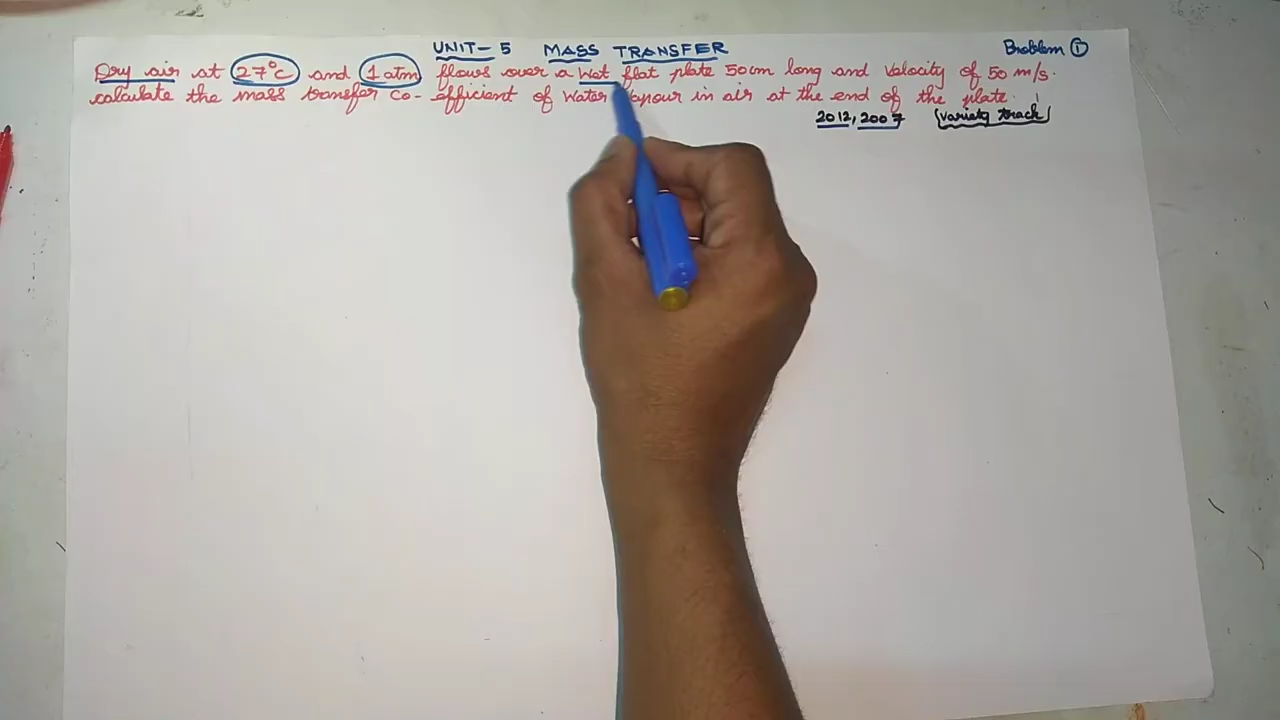 UNIT-5 MASS TRANSFER Problem ①
Dry air at 27°C and 1 atm flows over a wet flat plate 50cm long and Velocity of 50 m/s.
calculate the mass transfer co-efficient of water vapour in air at the end of the plate.
2012, 2007 Variety track